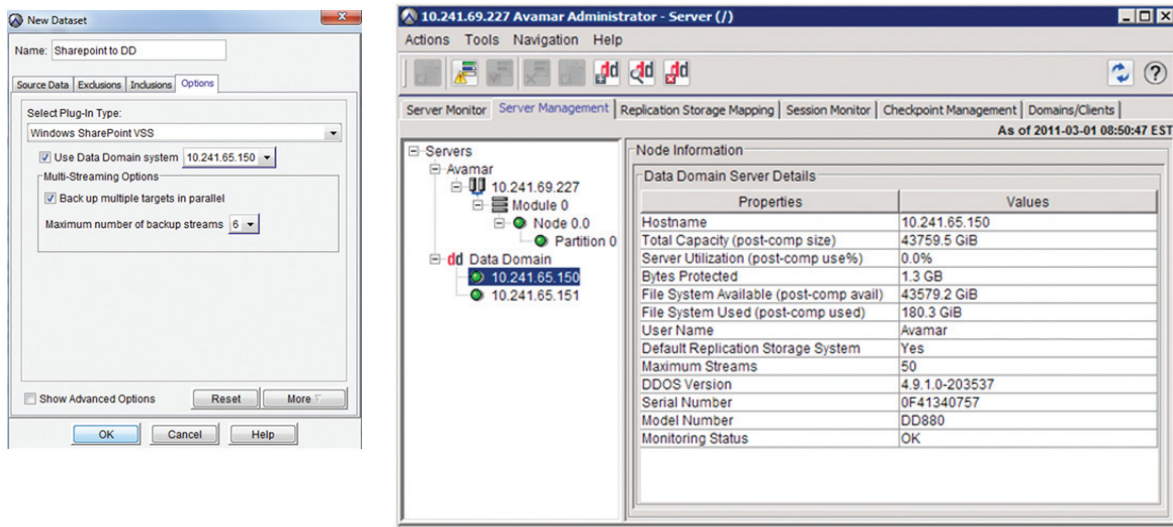 New Dataset
Name: Sharepoint to DD
Source Data Exclusions Inclusions Options
Select Plug-In Type:
Windows SharePoint VSS
Use Data Domain system 10.241.65.150
Multi-Streaming Options
Back up multiple targets in parallel
Maximum number of backup streams 6
Show Advanced Options Reset More
OK Cancel Help
10.241.69.227 Avamar Administrator - Server (/)
Actions Tools Navigation Help
dd dd dd
Server Monitor Server Management Replication Storage Mapping Session Monitor Checkpoint Management Domains/Clients
As of 2011-03-01 08:50:47 EST
Servers
Avamar
10.241.69.227
Module 0
Node 0.0
Partition 0
dd Data Domain
10.241.65.150
10.241.65.151
Node Information
Data Domain Server Details
Properties Values
Hostname 10.241.65.150
Total Capacity (post-comp size) 43759.5 GiB
Server Utilization (post-comp use%) 0.0%
Bytes Protected 1.3 GB
File System Available (post-comp avail) 43579.2 GiB
File System Used (post-comp used) 180.3 GiB
User Name Avamar
Default Replication Storage System Yes
Maximum Streams 50
DDOS Version 4.9.1.0-203537
Serial Number 0F41340757
Model Number DD880
Monitoring Status OK